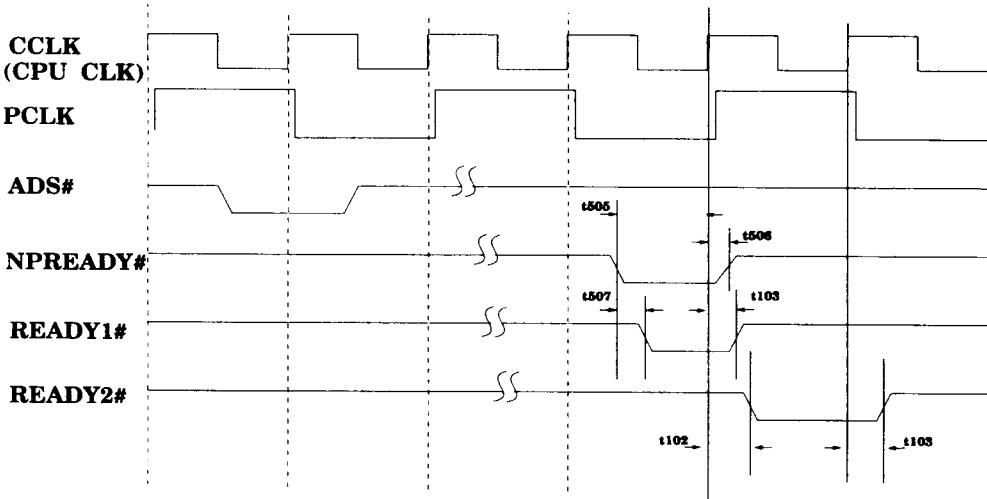 CCLK
(CPU CLK)
PCLK
ADS#
t505
t506
NPREADY#
t507
t103
READY1#
READY2#
t102
t103